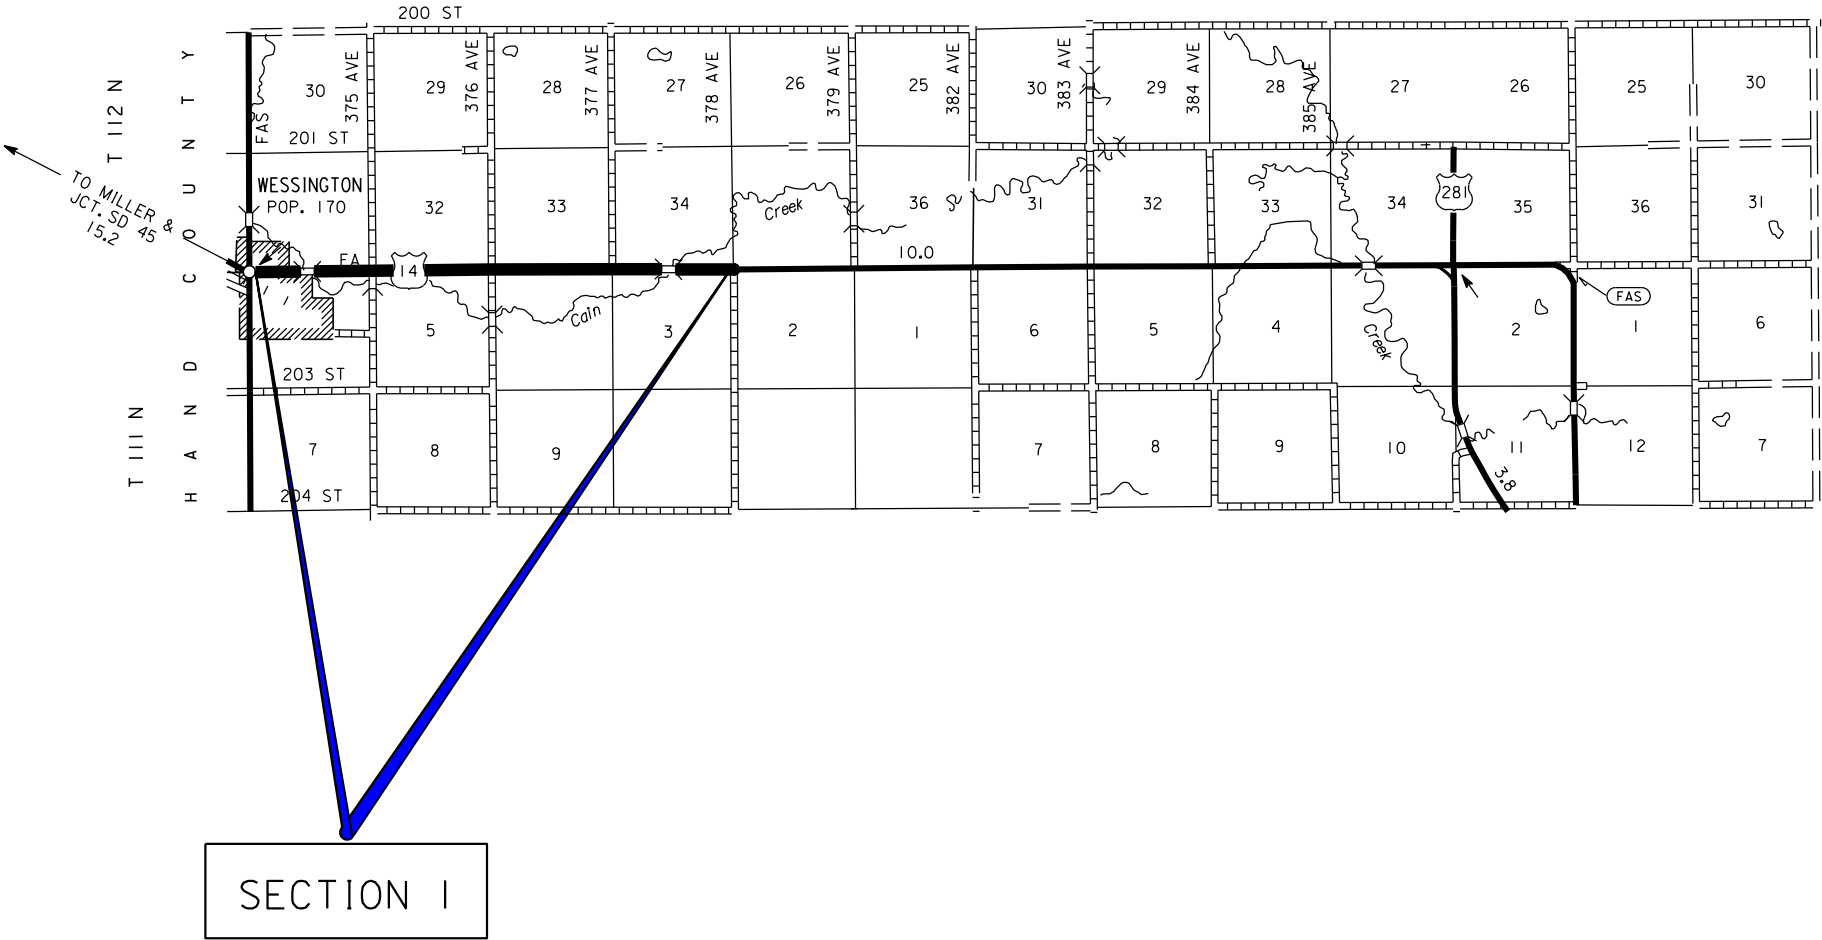 200 ST
T 112 N
HAND COUNTY
FAS
375 AVE
376 AVE
377 AVE
378 AVE
379 AVE
382 AVE
383 AVE
384 AVE
385 AVE
30
29
28
27
26
25
30
29
28
27
26
25
30
201 ST
TO MILLER &
JCT. SD 45
15.2
WESSINGTON
POP. 170
32
33
34
Creek
36
31
32
33
34
281
35
36
31
FA
14
10.0
FAS
Cain
Creek
5
3
2
1
6
5
4
2
1
6
203 ST
T 111 N
7
8
9
7
8
9
10
11
12
7
3.8
204 ST
SECTION 1